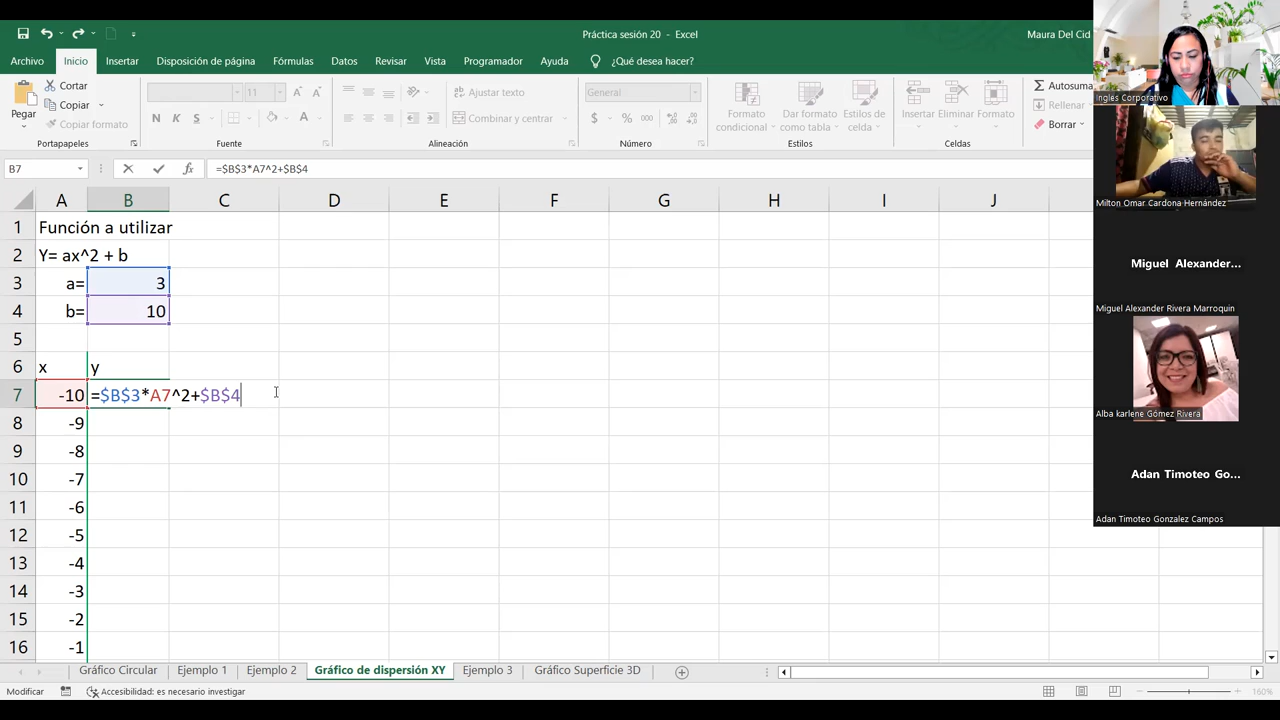 Práctica sesión 20 - Excel
Maura Del Cid
Archivo Inicio Insertar Disposición de página Fórmulas Datos Revisar Vista Programador Ayuda ¿Qué desea hacer?
Pegar
Cortar
Copiar
Copiar formato
Portapapeles
11
N K S
A A
Fuente
Ajustar texto
Combinar y centrar
Alineación
General
$ % 000
Número
Formato condicional
Dar formato como tabla
Estilos de celda
Estilos
Insertar Eliminar Formato
Celdas
Autosuma
Rellenar
Borrar
B7
fx
=$B$3*A7^2+$B$4
A B C D E F G H I J
1 Función a utilizar
2 Y= ax^2 + b
3 a= 3
4 b= 10
5
6 x y
7 -10 =$B$3*A7^2+$B$4
8 -9
9 -8
10 -7
11 -6
12 -5
13 -4
14 -3
15 -2
16 -1
Gráfico Circular Ejemplo 1 Ejemplo 2 Gráfico de dispersión XY Ejemplo 3 Gráfico Superficie 3D
Modificar
Accesibilidad: es necesario investigar
160%
Inglés Corporativo
Milton Omar Cardona Hernández
Miguel Alexander...
Miguel Alexander Rivera Marroquin
Alba karlene Gómez Rivera
Adan Timoteo Go...
Adan Timoteo Gonzalez Campos